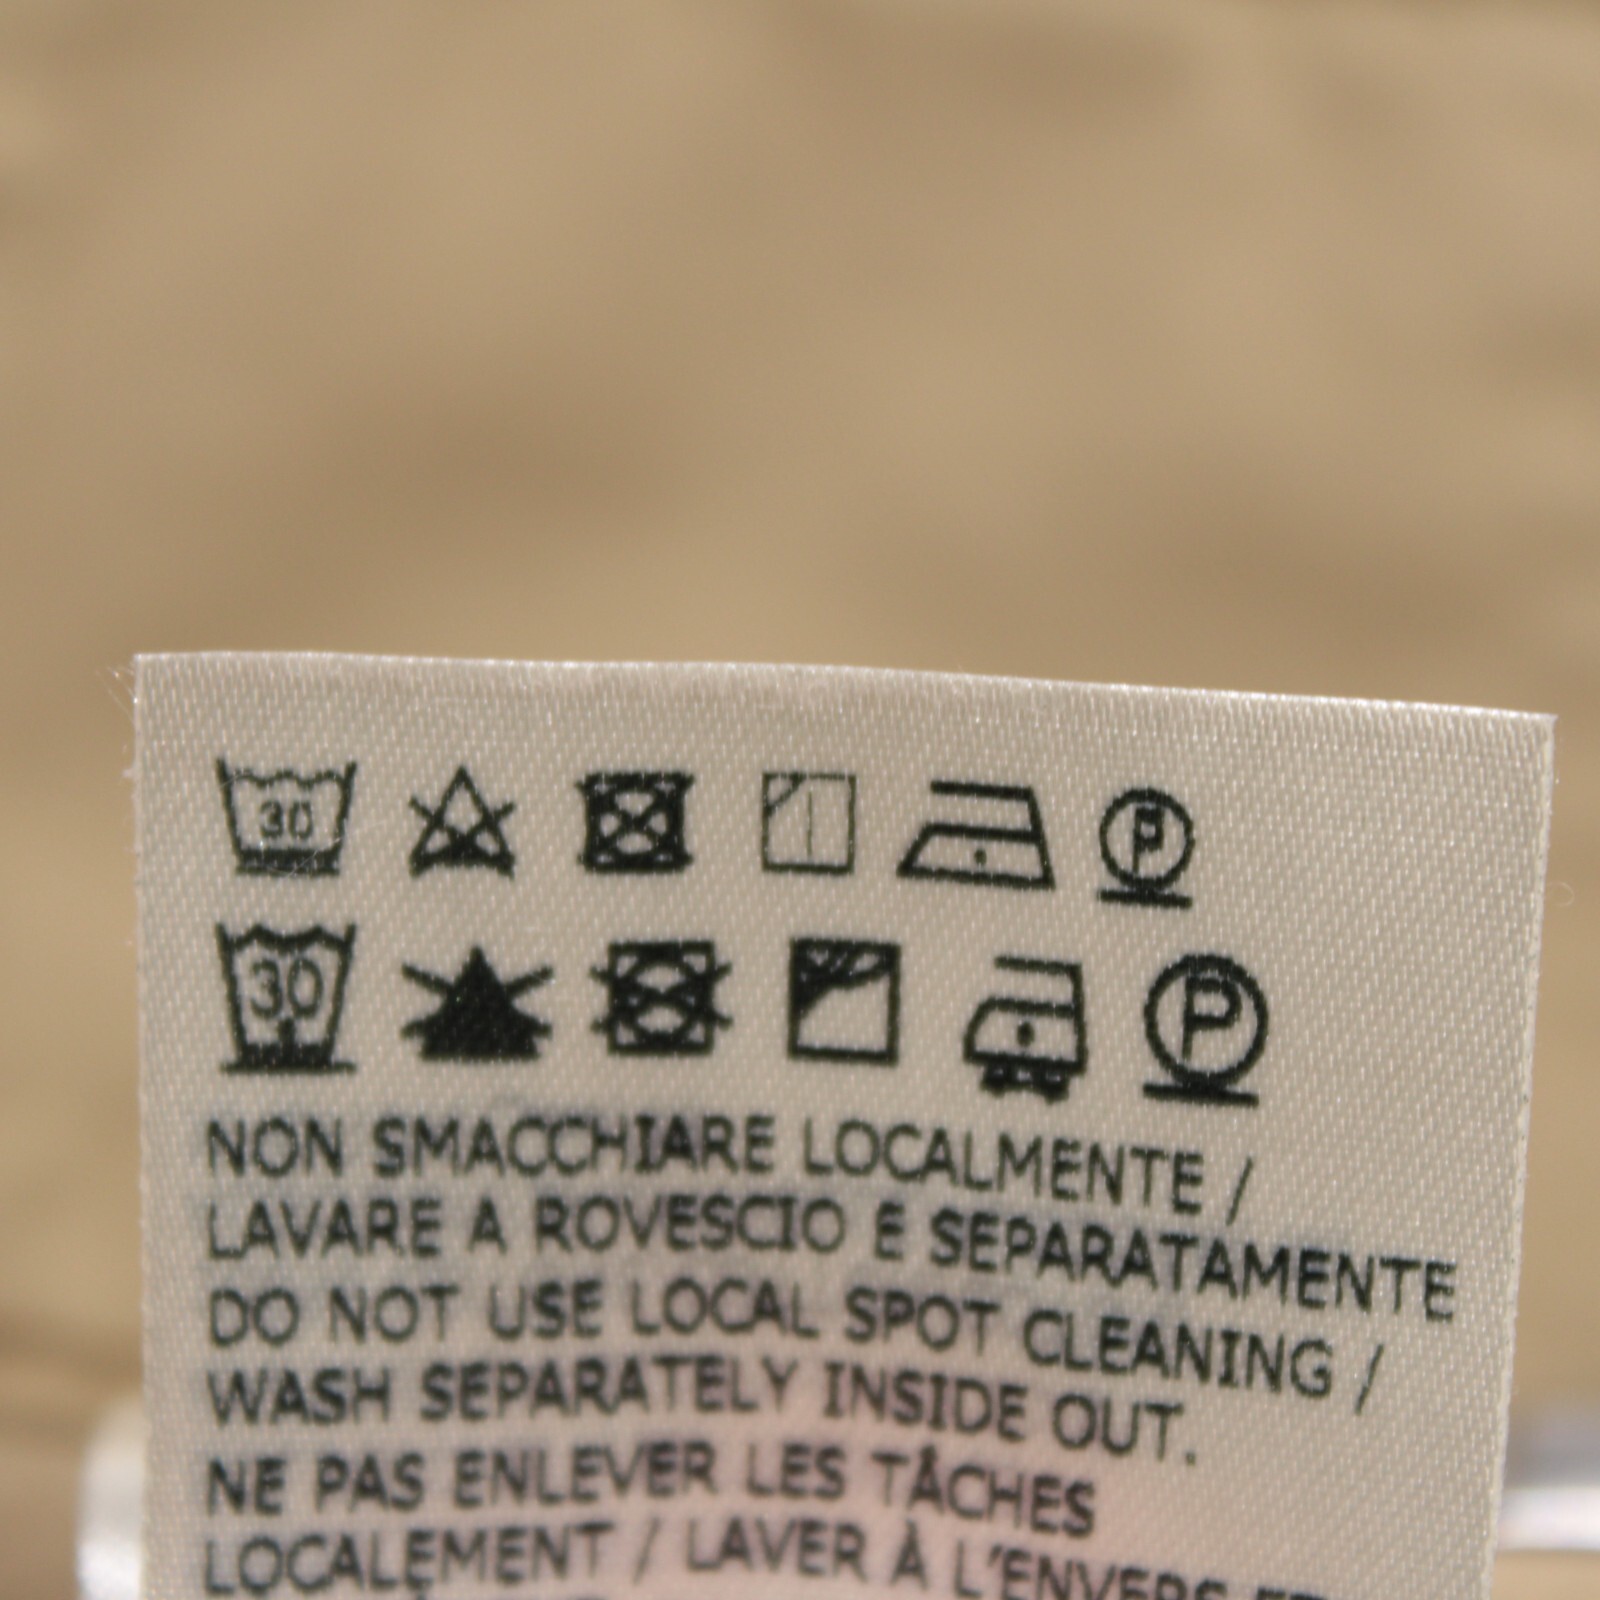 30 P
30 P
NON SMACCHIARE LOCALMENTE /
LAVARE A ROVESCIO E SEPARATAMENTE
DO NOT USE LOCAL SPOT CLEANING /
WASH SEPARATELY INSIDE OUT.
NE PAS ENLEVER LES TÂCHES
LOCALEMENT / LAVER À L'ENVERS ET